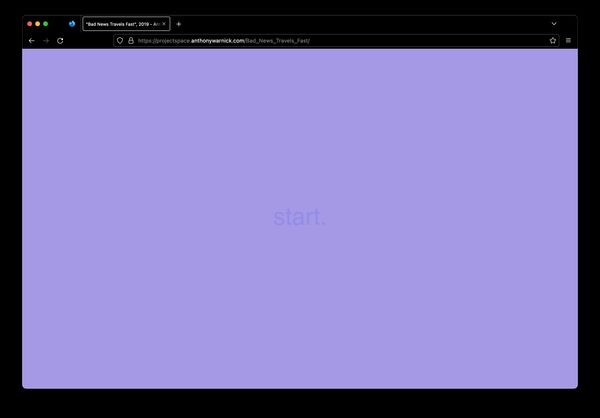 "Bad News Travels Fast", 2019 - An
https://projectspace.anthonywarnick.com/Bad_News_Travels_Fast/
start.